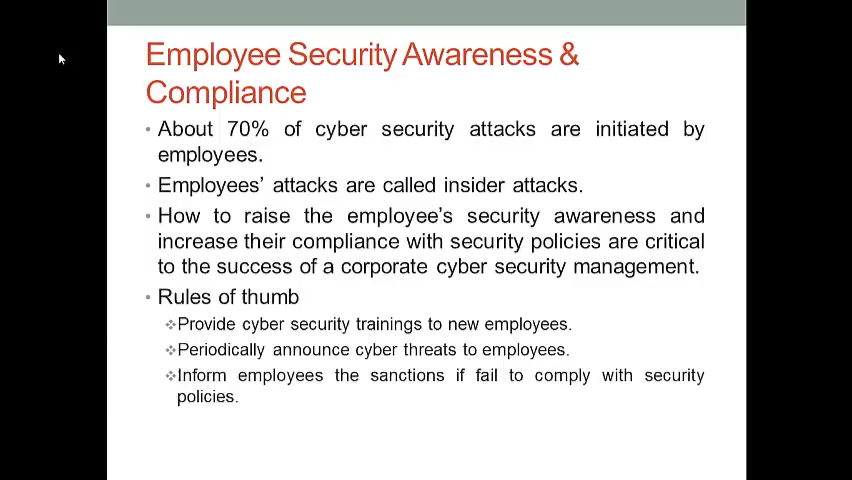 Employee Security Awareness &
Compliance
• About 70% of cyber security attacks are initiated by
employees.
• Employees’ attacks are called insider attacks.
• How to raise the employee’s security awareness and
increase their compliance with security policies are critical
to the success of a corporate cyber security management.
• Rules of thumb
❖Provide cyber security trainings to new employees.
❖Periodically announce cyber threats to employees.
❖Inform employees the sanctions if fail to comply with security
policies.